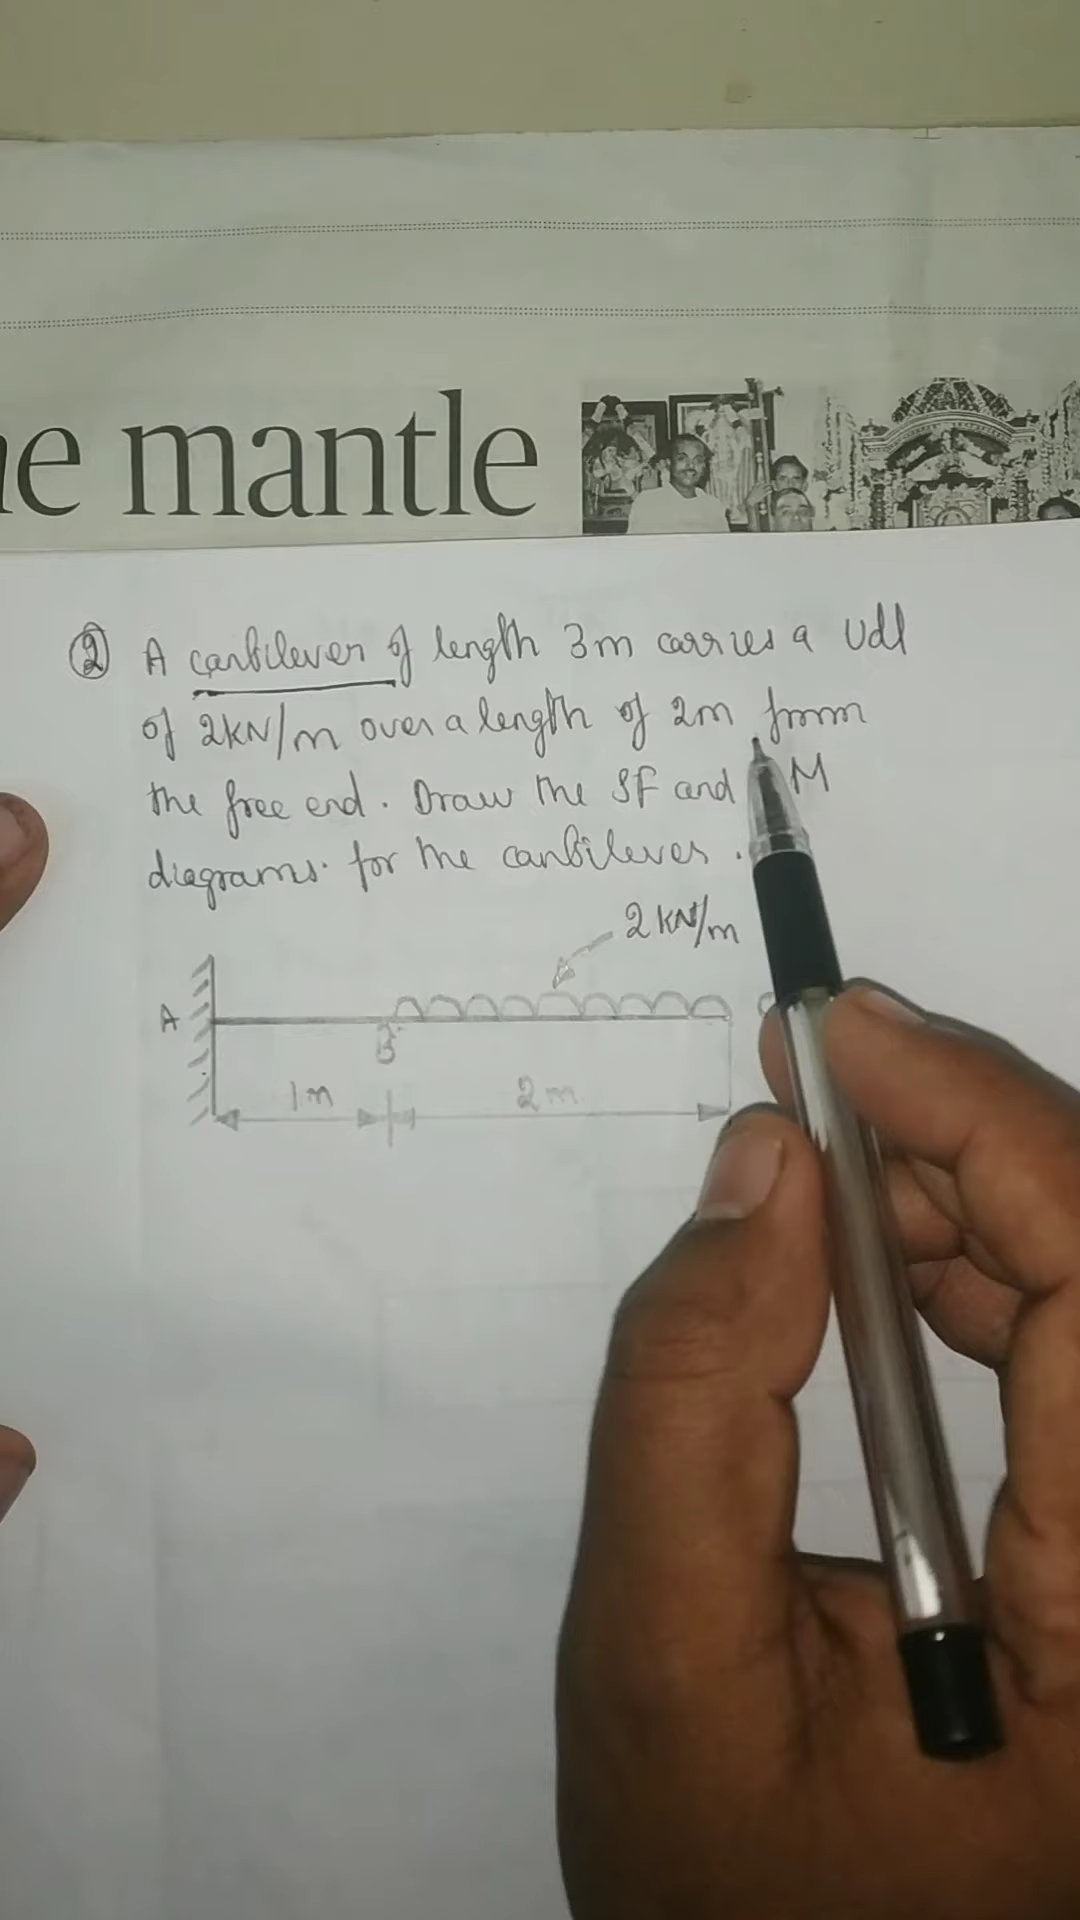 e mantle
② A cantilever of length 3m carries a Udl
of 2KN/m over a length of 2m from
the free end. Draw the SF and M
diagrams. for the cantilever.
2 KN/m
A
B
1m
2m